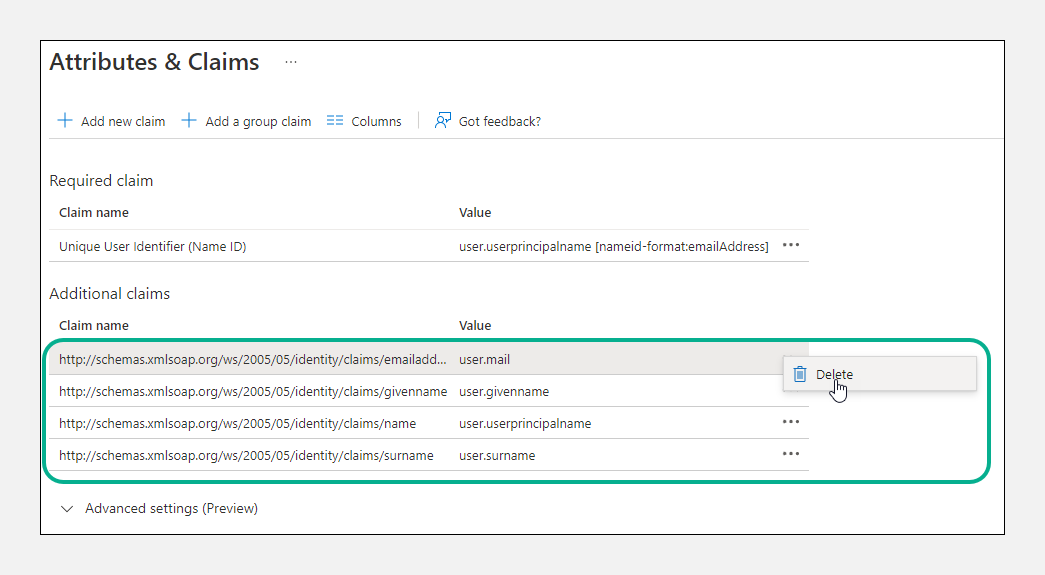 Attributes & Claims ...
Add new claim Add a group claim Columns Got feedback?
Required claim
Claim name Value
Unique User Identifier (Name ID) user.userprincipalname [nameid-format:emailAddress] •••
Additional claims
Claim name Value
http://schemas.xmlsoap.org/ws/2005/05/identity/claims/emailadd... user.mail
Delete
http://schemas.xmlsoap.org/ws/2005/05/identity/claims/givenname user.givenname
http://schemas.xmlsoap.org/ws/2005/05/identity/claims/name user.userprincipalname •••
http://schemas.xmlsoap.org/ws/2005/05/identity/claims/surname user.surname •••
Advanced settings (Preview)